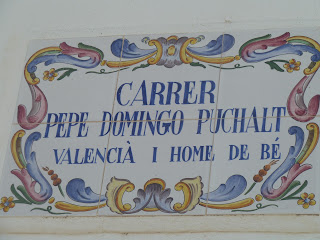 CARRER
PEPE DOMINGO PUCHALT
VALENCIÀ I HOME DE BÉ